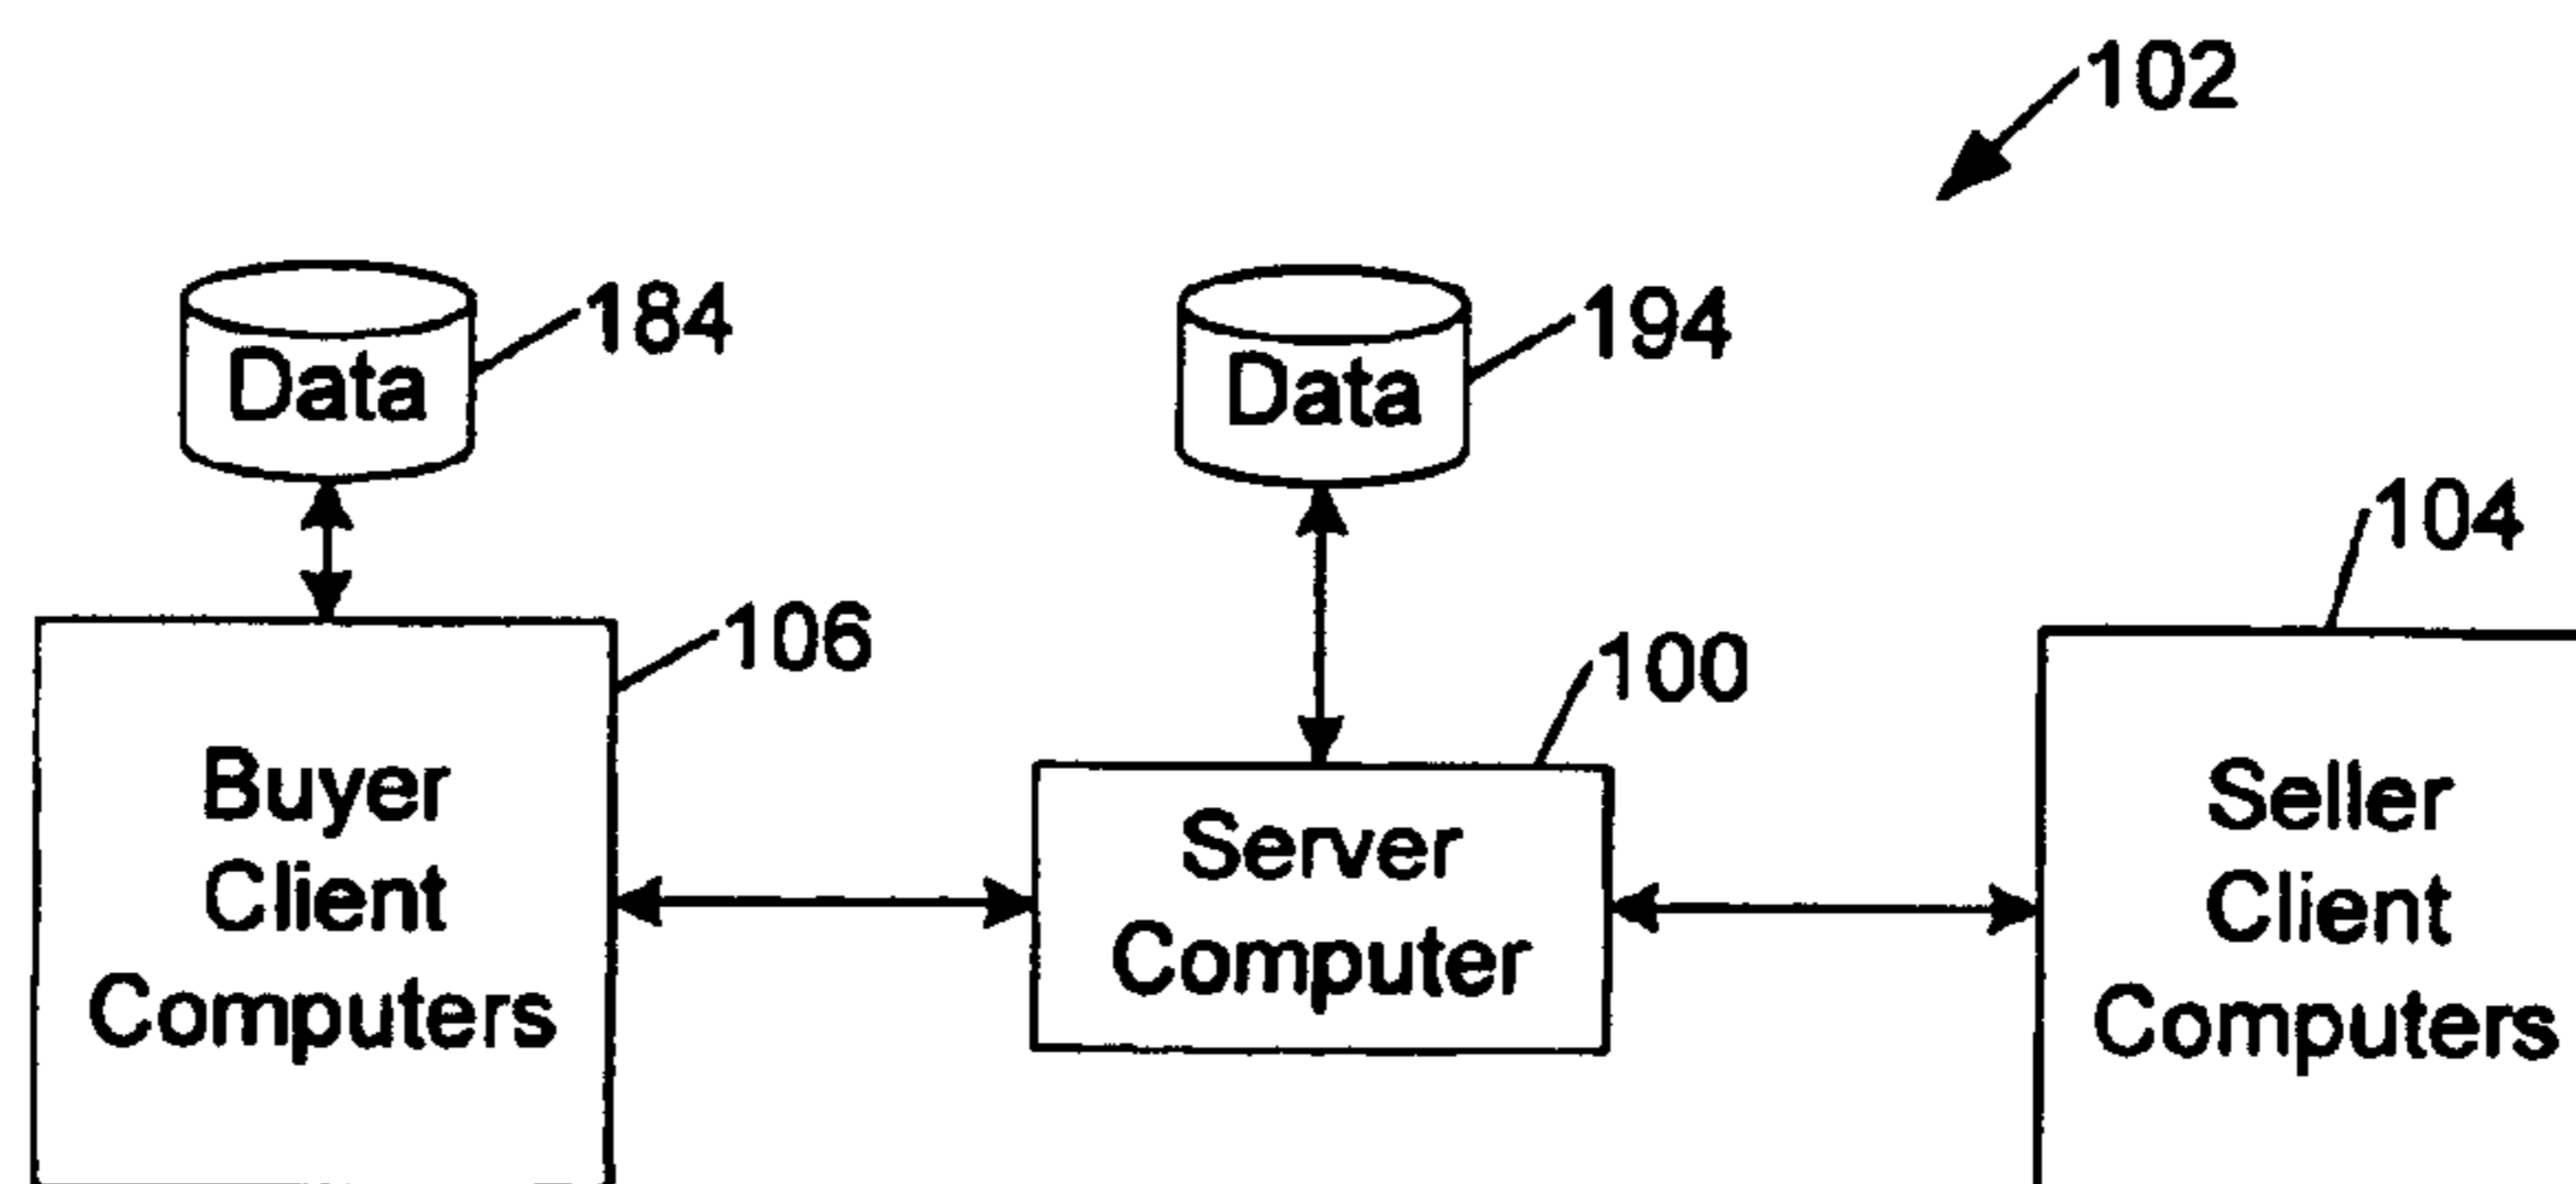 102
184
Data
194
Data
104
106
100
Buyer
Client
Computers
Server
Computer
Seller
Client
Computers